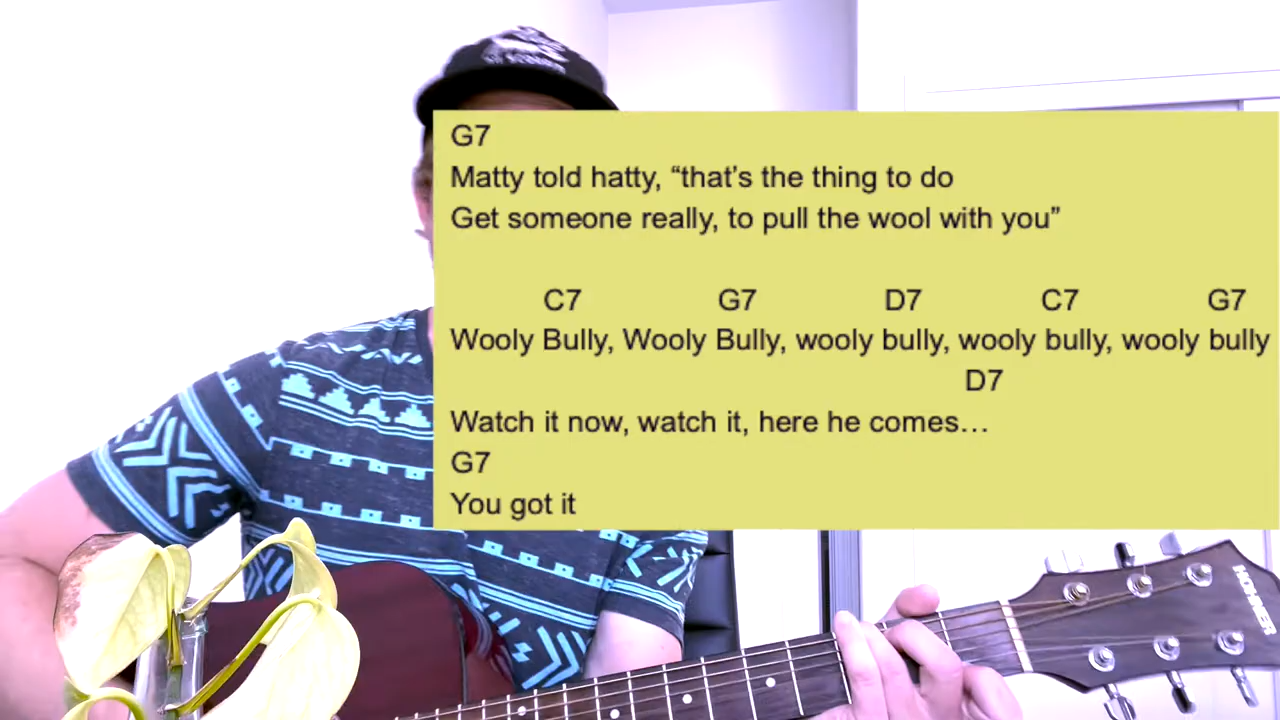 G7
Matty told hatty, “that’s the thing to do
Get someone really, to pull the wool with you”
C7 G7 D7 C7 G7
Wooly Bully, Wooly Bully, wooly bully, wooly bully, wooly bully
D7
Watch it now, watch it, here he comes…
G7
You got it
HOHNER